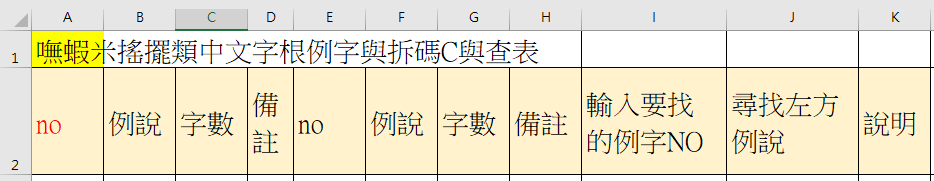 A B C D E F G H I J K
1 嘸蝦米搖擺類中文字根例字與拆碼C與查表
2 no 例說 字數 備註 no 例說 字數 備註 輸入要找的例字NO 尋找左方例說 說明